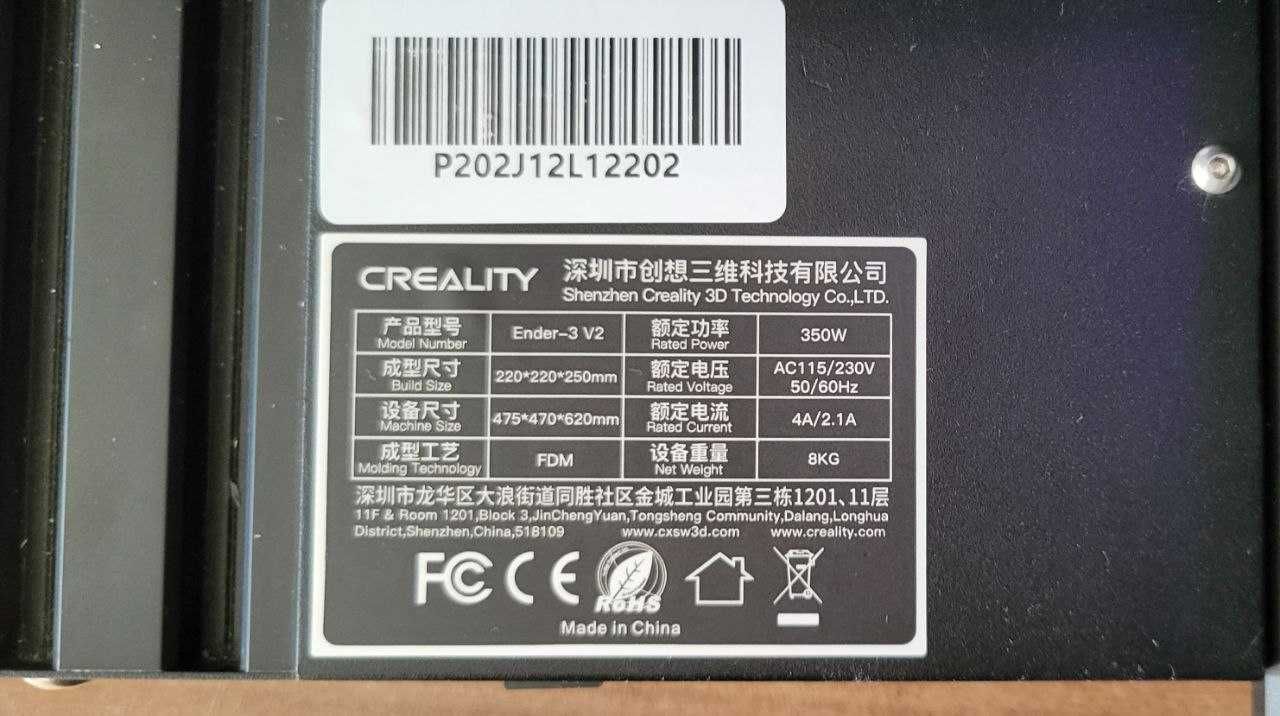 P202J12L12202
CREALITY 深圳市创想三维科技有限公司
Shenzhen Creality 3D Technology Co.,LTD.
产品型号 Ender-3 V2 额定功率 350W
Model Number Rated Power
成型尺寸 220*220*250mm 额定电压 AC115/230V
Build Size Rated Voltage 50/60Hz
设备尺寸 475*470*620mm 额定电流 4A/2.1A
Machine Size Rated Current
成型工艺 FDM 设备重量 8KG
Molding Technology Net Weight
深圳市龙华区大浪街道同胜社区金城工业园第三栋1201、11层
11F & Room 1201,Block 3,JinChengYuan,Tongsheng Community,Dalang,Longhua
District,Shenzhen,China,518109 www.cxsw3d.com www.creality.com
FC CE RoHS
Made in China